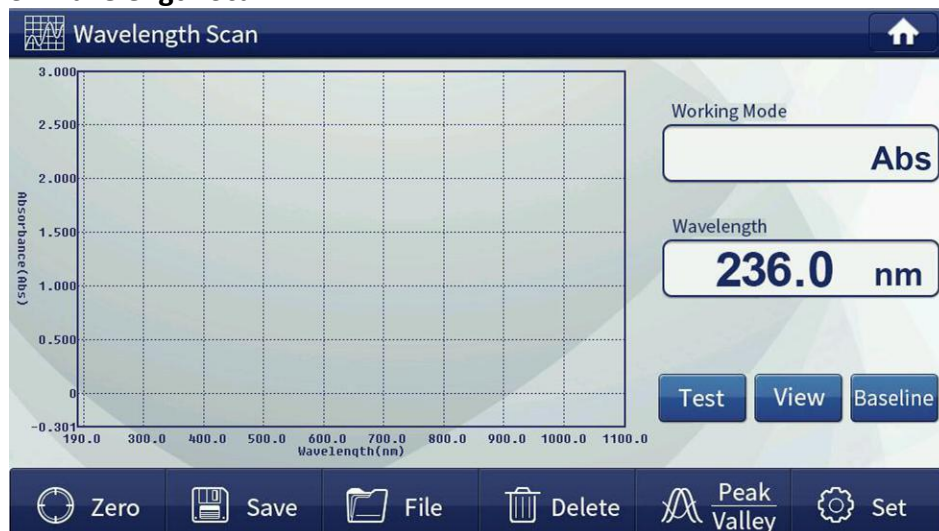 Wavelength Scan
3.000
2.500
2.000
1.500
1.000
0.500
0
-0.301
Absorbance(Abs)
190.0 300.0 400.0 500.0 600.0 700.0 800.0 900.0 1000.0 1100.0
Wavelength(nm)
Working Mode
Abs
Wavelength
236.0 nm
Test View Baseline
Zero Save File Delete Peak Valley Set